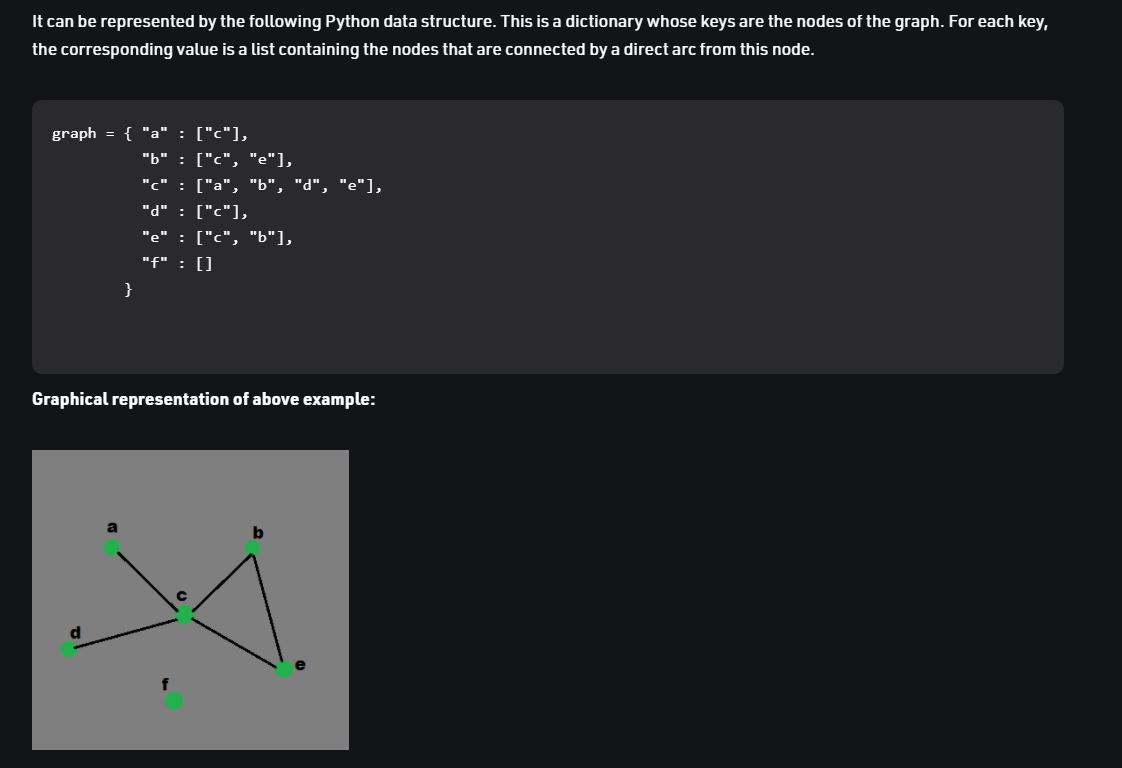 It can be represented by the following Python data structure. This is a dictionary whose keys are the nodes of the graph. For each key,
the corresponding value is a list containing the nodes that are connected by a direct arc from this node.
graph = { "a" : ["c"],
          "b" : ["c", "e"],
          "c" : ["a", "b", "d", "e"],
          "d" : ["c"],
          "e" : ["c", "b"],
          "f" : []
        }
Graphical representation of above example:
a
b
c
d
e
f